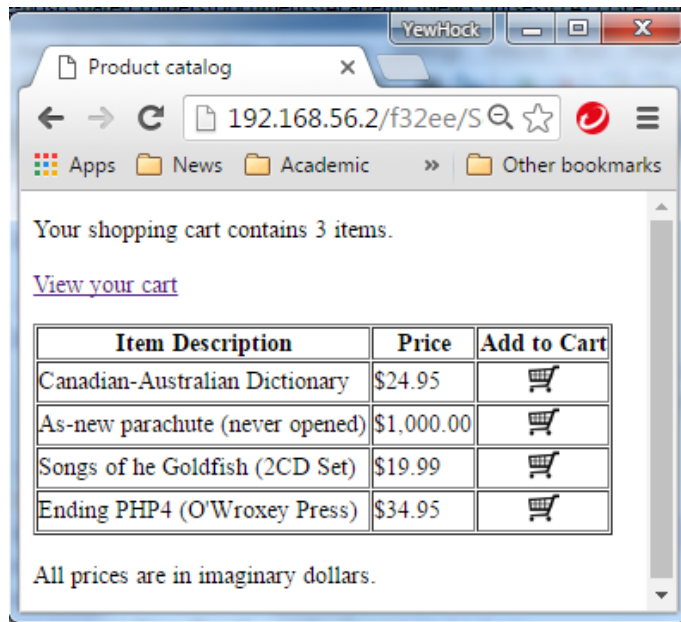 YewHock
Product catalog
192.168.56.2/f32ee/S
Apps News Academic » Other bookmarks
Your shopping cart contains 3 items.
View your cart
Item Description Price Add to Cart
Canadian-Australian Dictionary $24.95
As-new parachute (never opened) $1,000.00
Songs of he Goldfish (2CD Set) $19.99
Ending PHP4 (O'Wroxey Press) $34.95
All prices are in imaginary dollars.